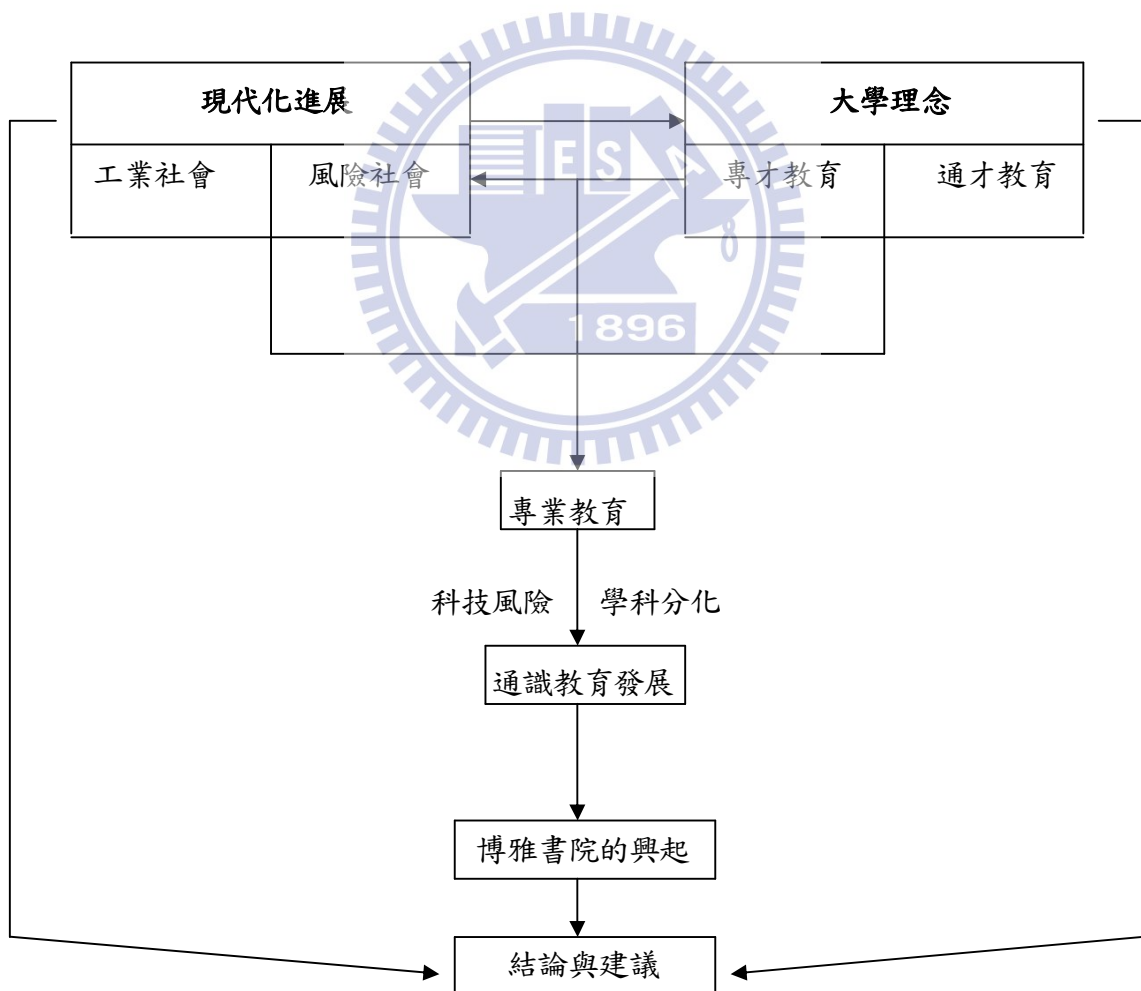 現代化進展 大學理念
工業社會 風險社會 專才教育 通才教育
ESA
1896
專業教育
科技風險 學科分化
通識教育發展
博雅書院的興起
結論與建議